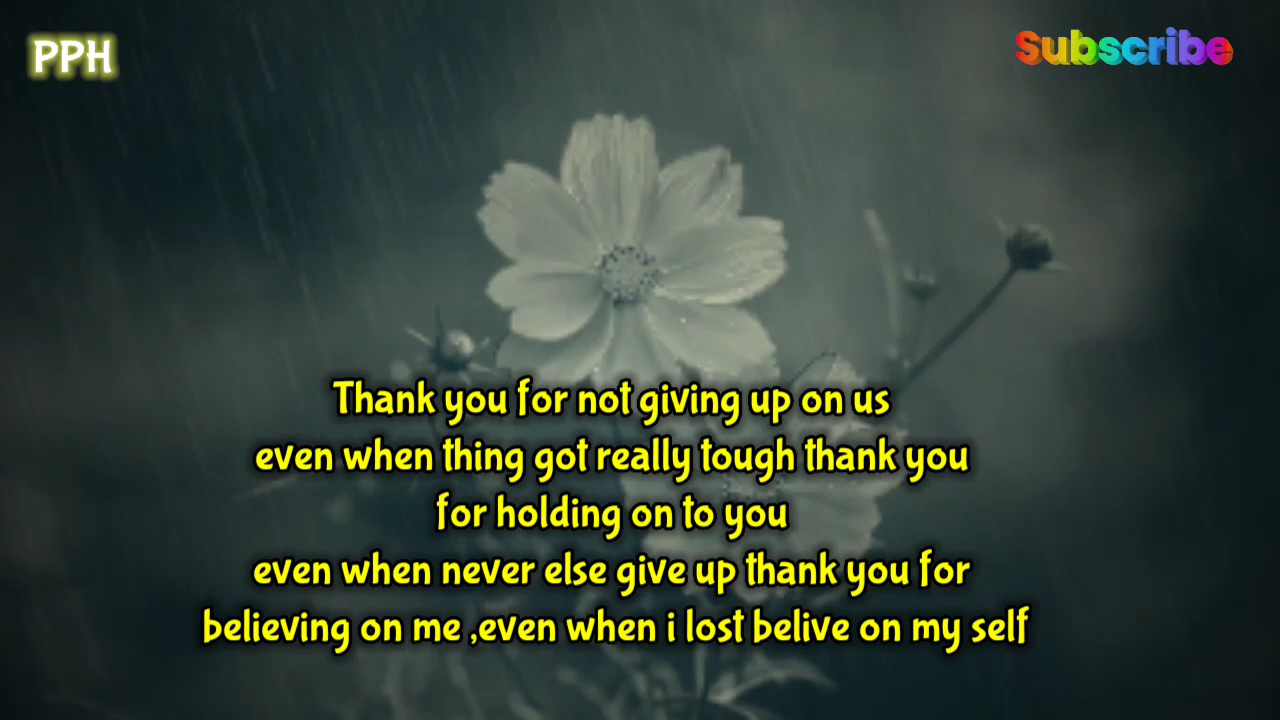 PPH
Subscribe
Thank you for not giving up on us
even when thing got really tough thank you
for holding on to you
even when never else give up thank you for
believing on me ,even when i lost belive on my self